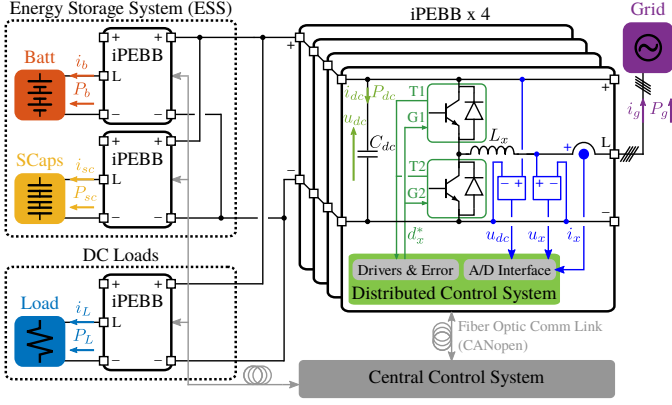 Energy Storage System (ESS)
iPEBB x 4
Grid
+
+
iPEBB
Batt
i_b
L
P_b
−
−
+
+
iPEBB
SCaps
i_sc
L
P_sc
−
−
DC Loads
+
+
iPEBB
Load
i_L
L
P_L
−
−
+
−
i_dc
P_dc
u_dc
C_dc
T1
G1
T2
G2
d_x^*
L_x
+
+
L
−
− +
+ −
u_dc
u_x
i_x
i_g
P_g
Drivers & Error
A/D Interface
Distributed Control System
Fiber Optic Comm Link
(CANopen)
Central Control System